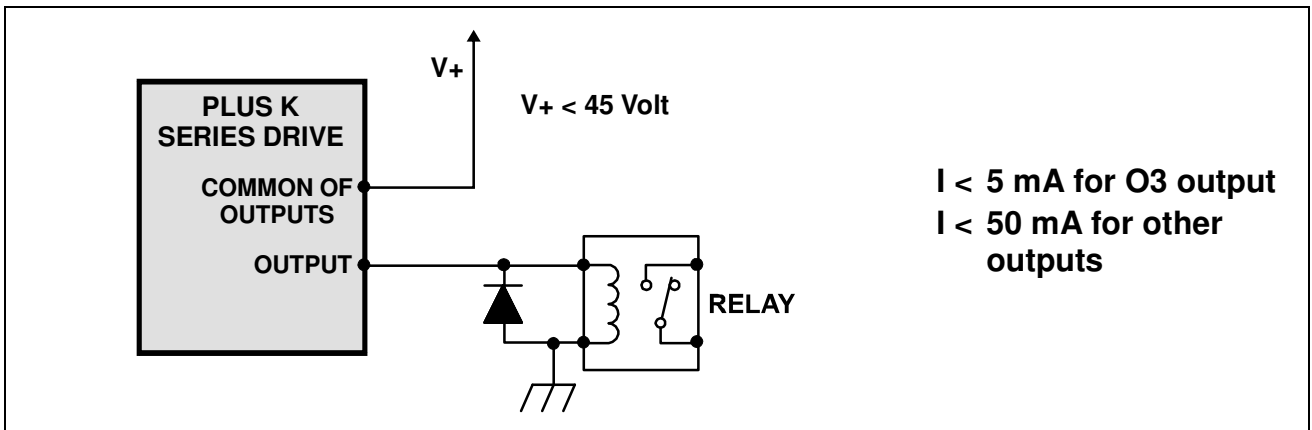 V+
V+ < 45 Volt
PLUS K
SERIES DRIVE
COMMON OF
OUTPUTS
OUTPUT
RELAY
I < 5 mA for O3 output
I < 50 mA for other
outputs